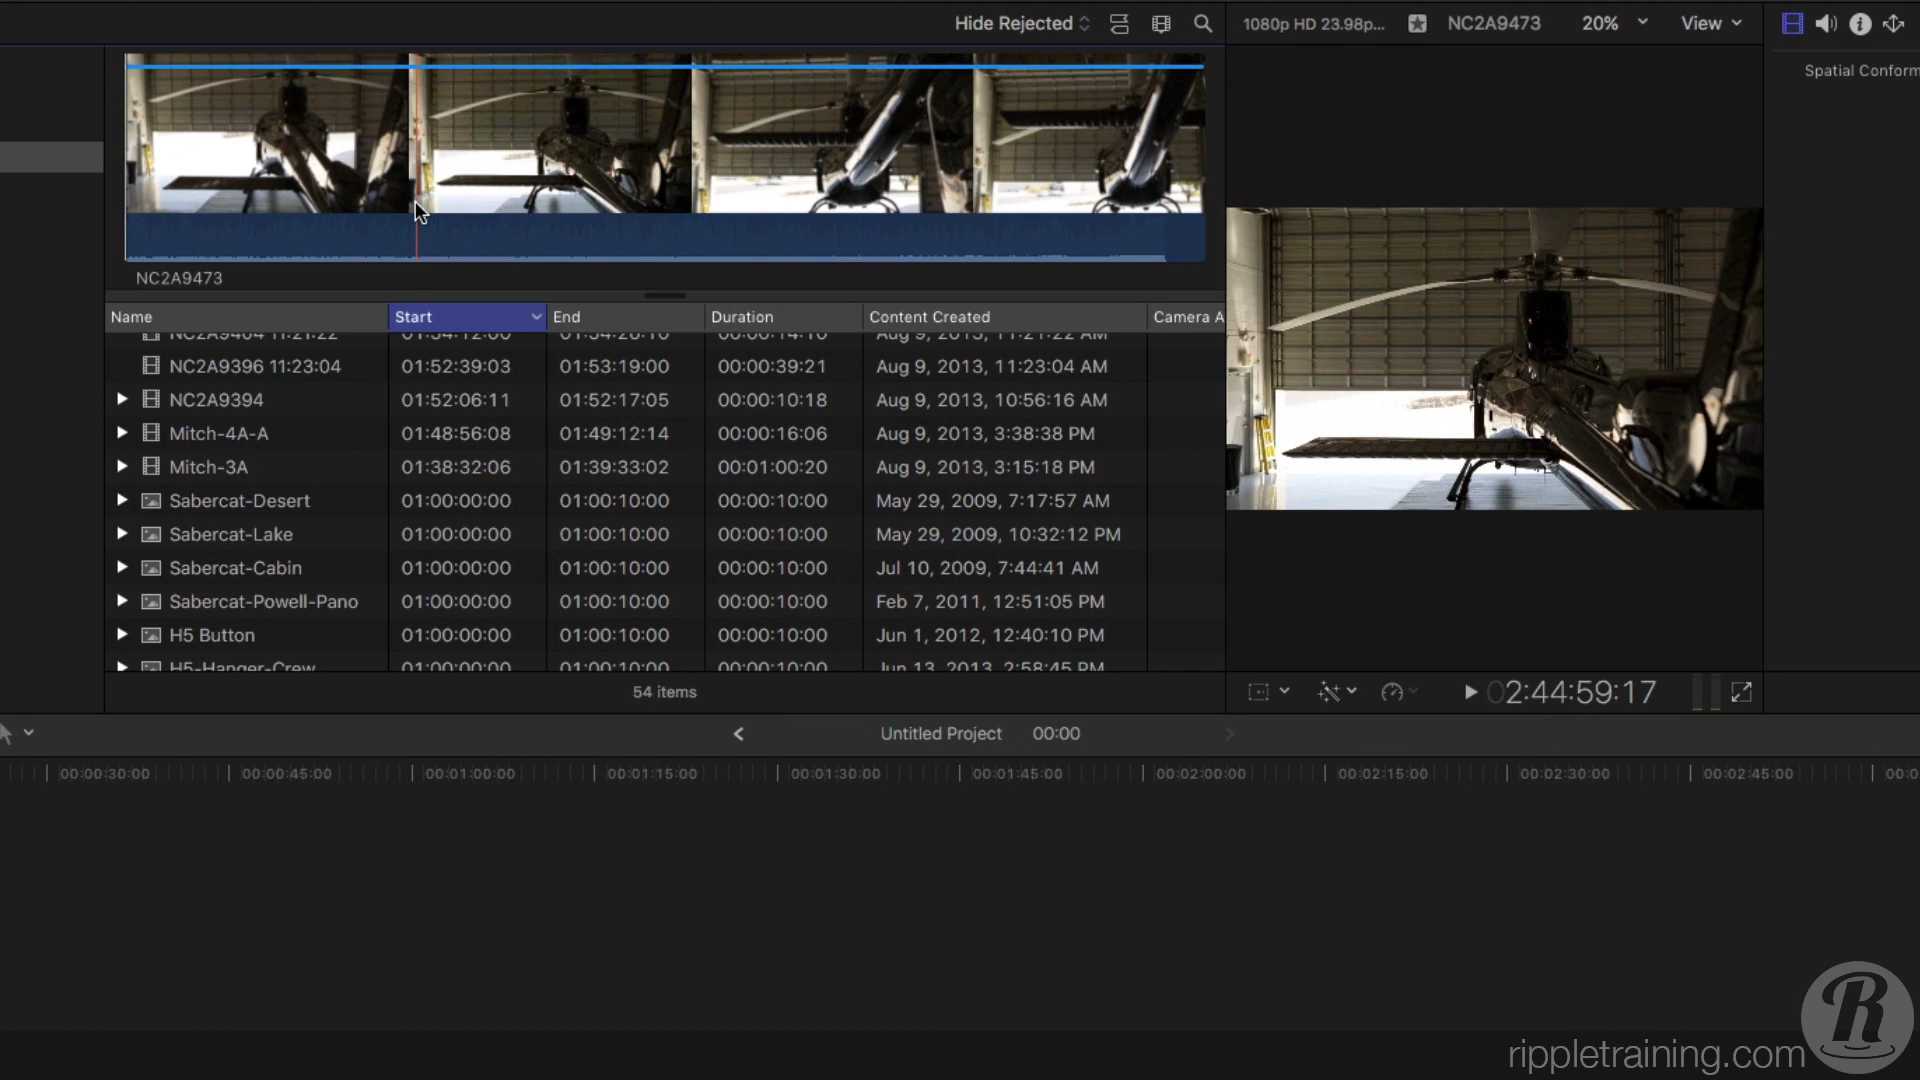 Hide Rejected
1080p HD 23.98p...
NC2A9473
20%
View
Spatial Conform
NC2A9473
Name Start End Duration Content Created Camera A
NC2A9404 11:21:22 01:54:12:00 01:54:26:10 00:00:14:10 Aug 9, 2013, 11:21:22 AM
NC2A9396 11:23:04 01:52:39:03 01:53:19:00 00:00:39:21 Aug 9, 2013, 11:23:04 AM
NC2A9394 01:52:06:11 01:52:17:05 00:00:10:18 Aug 9, 2013, 10:56:16 AM
Mitch-4A-A 01:48:56:08 01:49:12:14 00:00:16:06 Aug 9, 2013, 3:38:38 PM
Mitch-3A 01:38:32:06 01:39:33:02 00:01:00:20 Aug 9, 2013, 3:15:18 PM
Sabercat-Desert 01:00:00:00 01:00:10:00 00:00:10:00 May 29, 2009, 7:17:57 AM
Sabercat-Lake 01:00:00:00 01:00:10:00 00:00:10:00 May 29, 2009, 10:32:12 PM
Sabercat-Cabin 01:00:00:00 01:00:10:00 00:00:10:00 Jul 10, 2009, 7:44:41 AM
Sabercat-Powell-Pano 01:00:00:00 01:00:10:00 00:00:10:00 Feb 7, 2011, 12:51:05 PM
H5 Button 01:00:00:00 01:00:10:00 00:00:10:00 Jun 1, 2012, 12:40:10 PM
H5-Hanger-Crew 01:00:00:00 01:00:10:00 00:00:10:00 Jun 13, 2013, 2:58:45 PM
54 items
02:44:59:17
Untitled Project 00:00
00:00:30:00 00:00:45:00 00:01:00:00 00:01:15:00 00:01:30:00 00:01:45:00 00:02:00:00 00:02:15:00 00:02:30:00 00:02:45:00 00:0
R
rippletraining.com